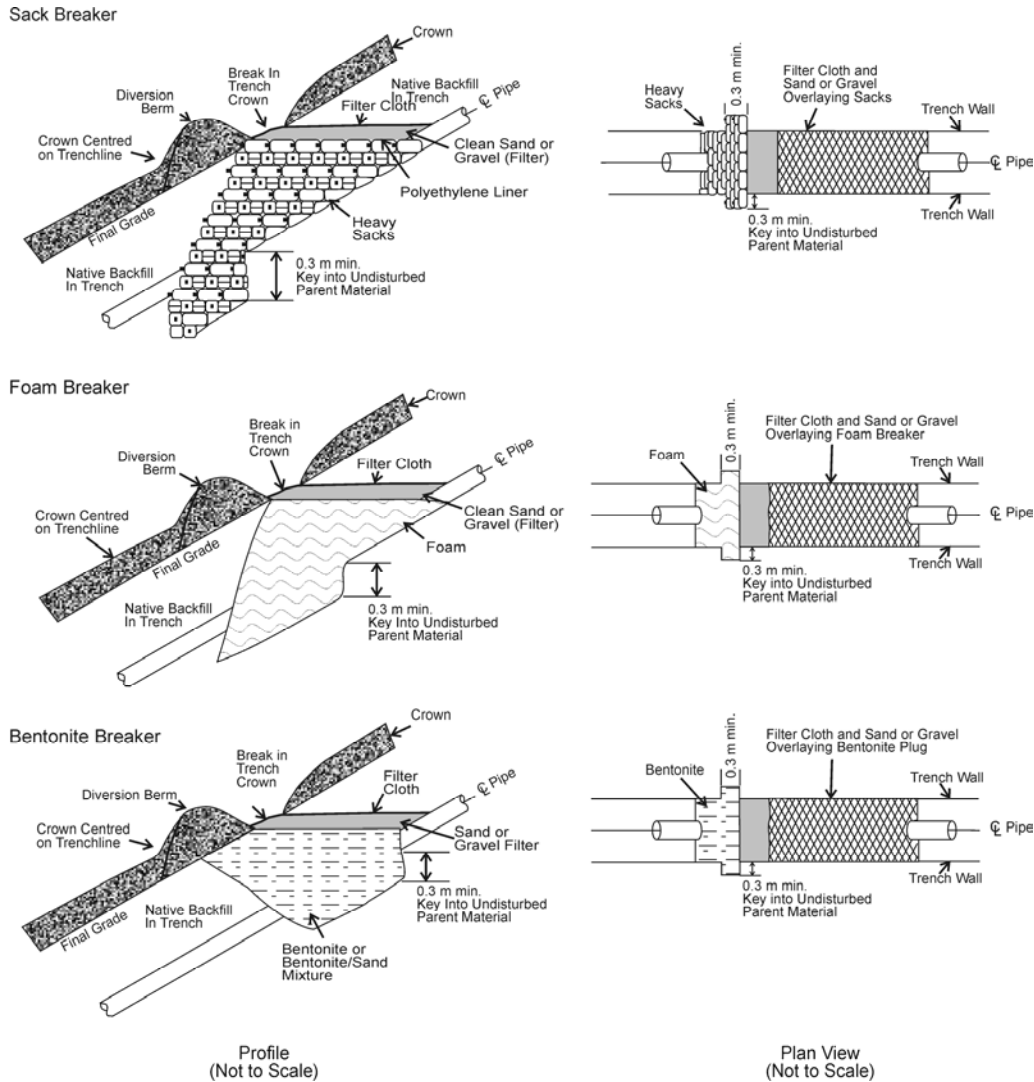 Sack Breaker
Crown
Break In
Trench
Crown
Native Backfill
In Trench
℄ Pipe
Diversion
Berm
Filter Cloth
Crown Centred
on Trenchline
Clean Sand or
Gravel (Filter)
Polyethylene Liner
Final Grade
Heavy
Sacks
Native Backfill
In Trench
0.3 m min.
Key into Undisturbed
Parent Material
Heavy
Sacks
0.3 m min.
Filter Cloth and
Sand or Gravel
Overlaying Sacks
Trench Wall
℄ Pipe
Trench Wall
0.3 m min.
Key into Undisturbed
Parent Material
Foam Breaker
Crown
Break in
Trench
Crown
℄ Pipe
Diversion
Berm
Filter Cloth
Crown Centred
on Trenchline
Clean Sand or
Gravel (Filter)
Foam
Final Grade
Native Backfill
In Trench
0.3 m min.
Key Into Undisturbed
Parent Material
Foam
0.3 m min.
Filter Cloth and Sand or Gravel
Overlaying Foam Breaker
Trench Wall
℄ Pipe
Trench Wall
0.3 m min.
Key into Undisturbed
Parent Material
Bentonite Breaker
Crown
Break in
Trench
Crown
℄ Pipe
Diversion Berm
Filter
Cloth
Crown Centred
on Trenchline
Sand or
Gravel Filter
Final Grade
Native Backfill
In Trench
0.3 m min.
Key Into Undisturbed
Parent Material
Bentonite or
Bentonite/Sand
Mixture
Bentonite
0.3 m min.
Filter Cloth and Sand or Gravel
Overlaying Bentonite Plug
Trench Wall
℄ Pipe
Trench Wall
0.3 m min.
Key into Undisturbed
Parent Material
Profile
(Not to Scale)
Plan View
(Not to Scale)